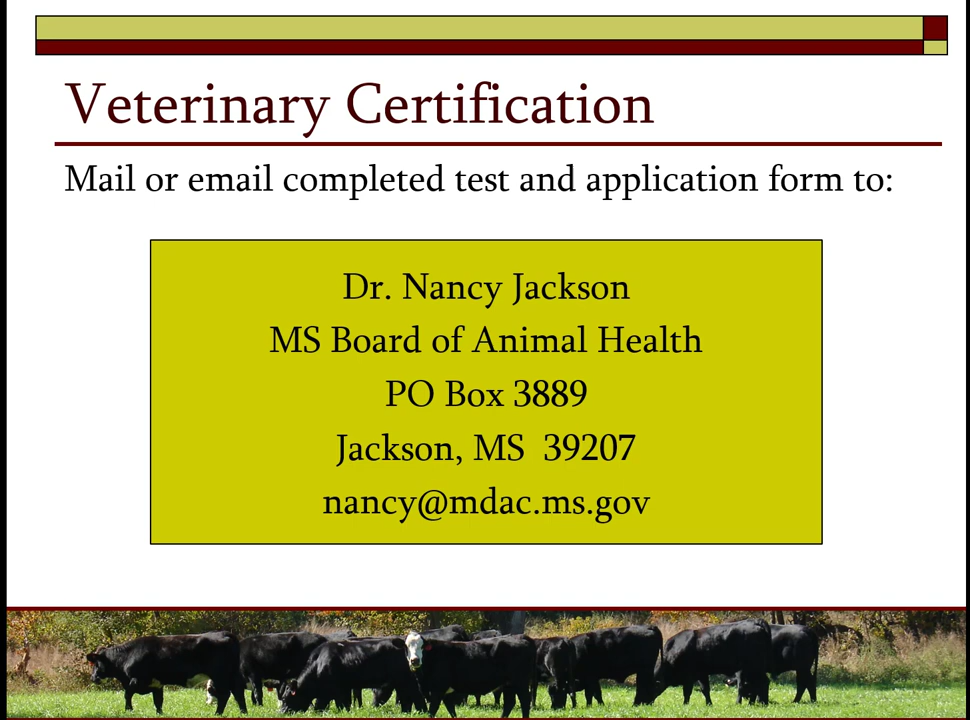 Veterinary Certification
Mail or email completed test and application form to:
Dr. Nancy Jackson
MS Board of Animal Health
PO Box 3889
Jackson, MS  39207
nancy@mdac.ms.gov